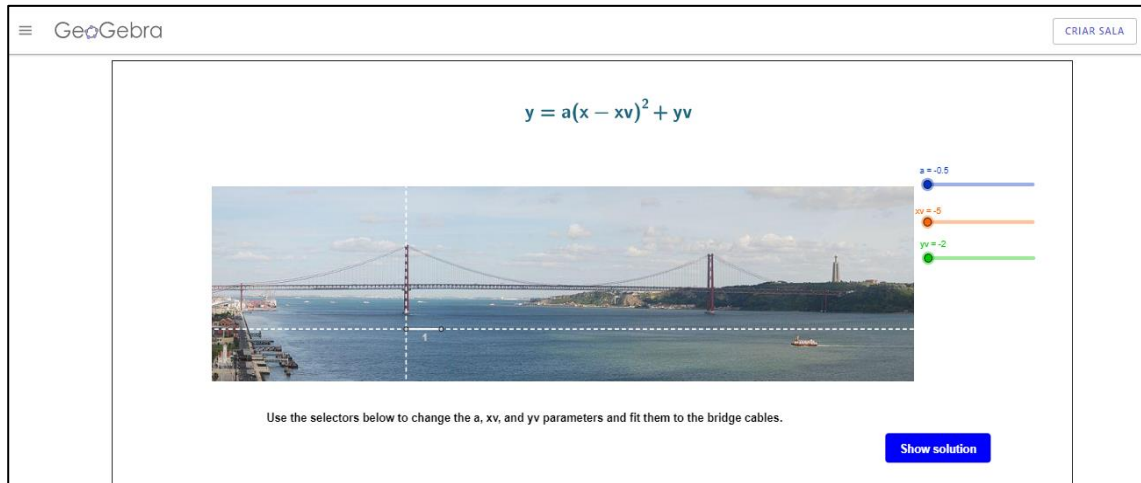 GeoGebra
CRIAR SALA
y = a(x − xv)² + yv
a = -0.5
xv = -5
yv = -2
1
Use the selectors below to change the a, xv, and yv parameters and fit them to the bridge cables.
Show solution